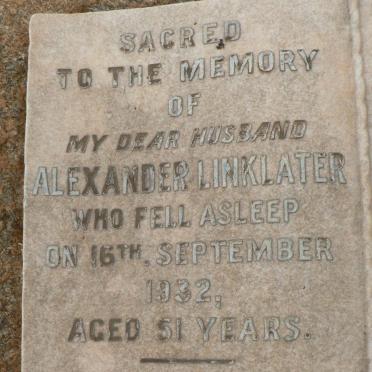 SACRED
TO THE MEMORY
OF
MY DEAR HUSBAND
ALEXANDER LINKLATER
WHO FELL ASLEEP
ON 16TH, SEPTEMBER
1932,
AGED 51 YEARS.